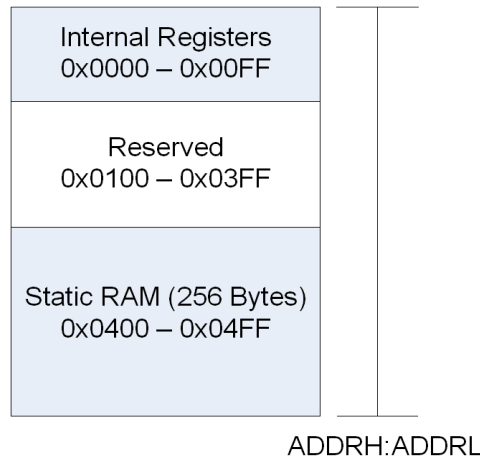 Internal Registers
0x0000 – 0x00FF
Reserved
0x0100 – 0x03FF
Static RAM (256 Bytes)
0x0400 – 0x04FF
ADDRH:ADDRL